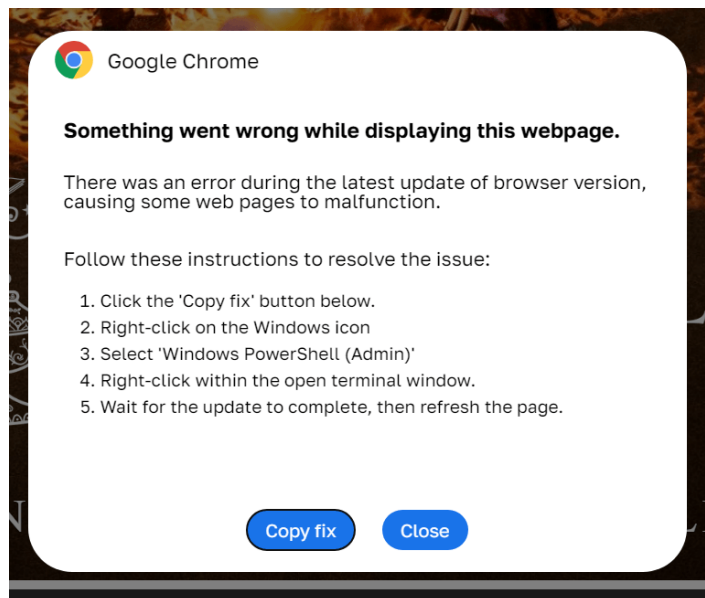 Google Chrome
Something went wrong while displaying this webpage.
There was an error during the latest update of browser version,
causing some web pages to malfunction.
Follow these instructions to resolve the issue:
1. Click the 'Copy fix' button below.
2. Right-click on the Windows icon
3. Select 'Windows PowerShell (Admin)'
4. Right-click within the open terminal window.
5. Wait for the update to complete, then refresh the page.
Copy fix
Close